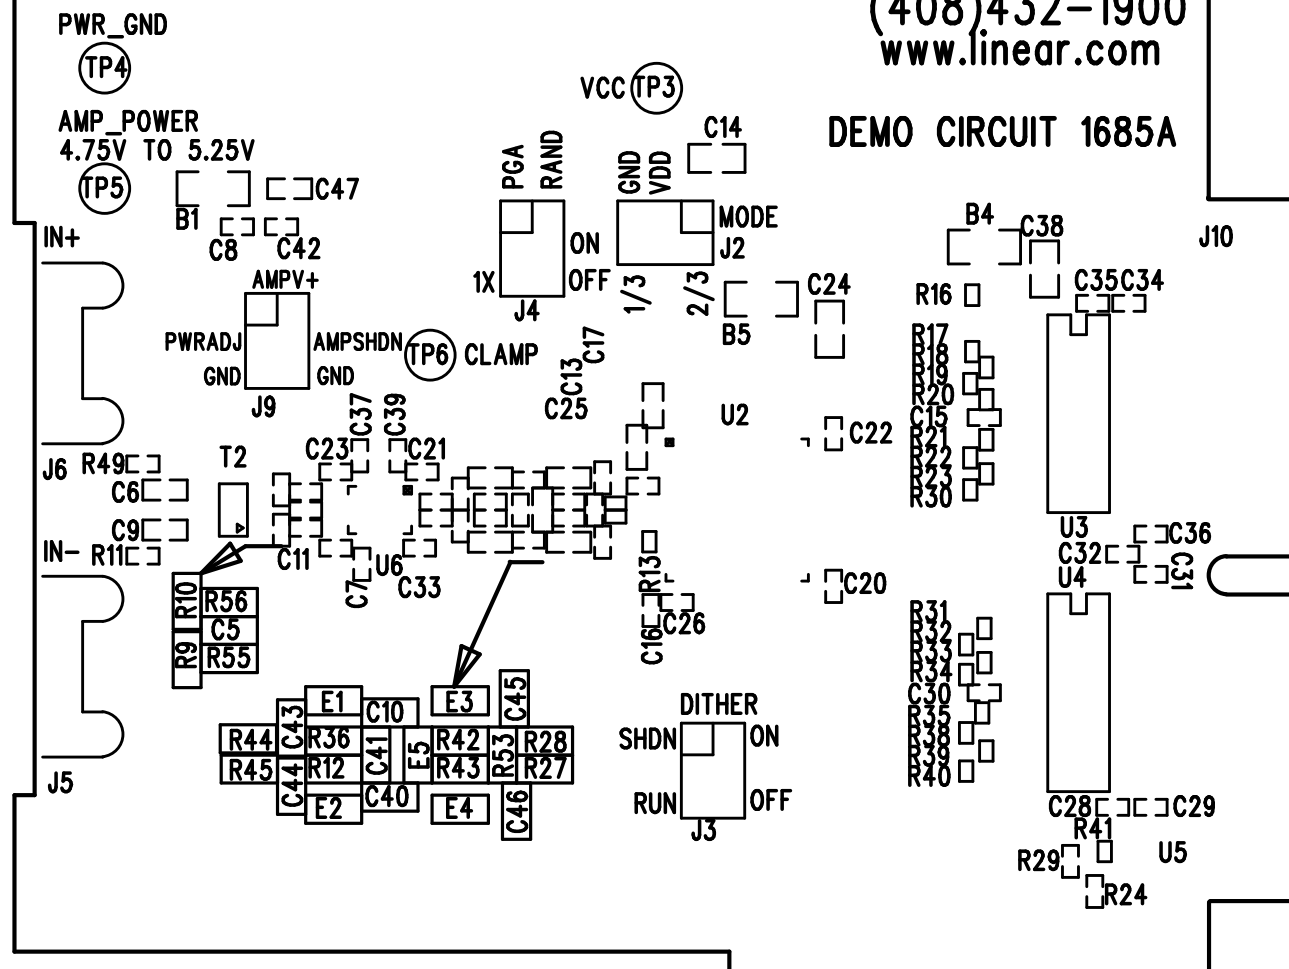 (408)432-1900
www.linear.com
DEMO CIRCUIT 1685A
PWR_GND
TP4
AMP_POWER
4.75V TO 5.25V
TP5
B1
C47
C8
C42
IN+
VCC TP3
C14
PGA
RAND
GND
VDD
MODE
J2
ON
OFF
1X
J4
1/3
2/3
B4
C38
J10
AMPV+
PWRADJ
AMPSHDN
GND
GND
J9
TP6 CLAMP
C17
C13
C25
B5
C24
R16
C35
C34
R17
R18
R19
R20
C15
R21
R22
R23
R30
U2
C22
C37
C39
C23
C21
J6
R49
C6
T2
C9
IN-
R11
C11
C7
U6
C33
R13
C16
C26
C20
U3
C36
C32
U4
C31
R10
R56
C5
R9
R55
R31
R32
R33
R34
C30
R35
R38
R39
R40
E1
C10
E3
C45
C43
R44
R36
C41
E5
R42
R53
R28
R45
R12
R43
R27
C44
E2
C40
E4
C46
J5
DITHER
SHDN
ON
RUN
OFF
J3
C28
C29
R41
R29
U5
R24